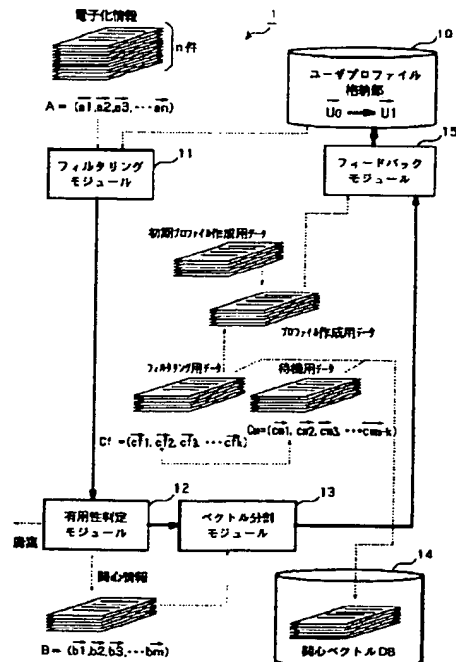 電子化情報
n件
1
10
ユーザプロファイル
格納部
U0 → U1
A = (a1,a2,a3,…an)
15
11
フィルタリング
モジュール
フィードバック
モジュール
初期プロファイル作成用データ
プロファイル作成用データ
フィルタリング用データ
待機用データ
Cf =(cf1, cf2, cf3, …cfk)
Cw=(cw1, cw2, cw3, …cwm-k)
12
13
有用性判定
モジュール
ベクトル分割
モジュール
廃棄
関心情報
14
関心ベクトルDB
B = (b1,b2,b3,…bm)